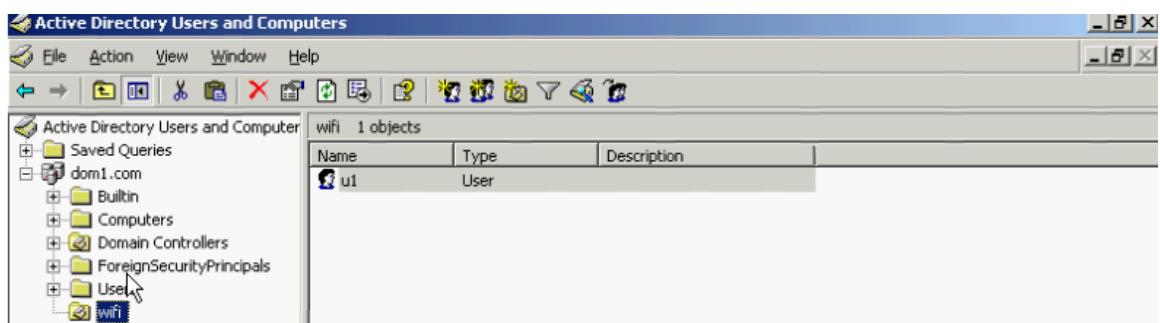 Active Directory Users and Computers
File Action View Window Help
Active Directory Users and Computer
wifi 1 objects
Saved Queries
Name Type Description
dom1.com
u1 User
Builtin
Computers
Domain Controllers
ForeignSecurityPrincipals
User
wifi